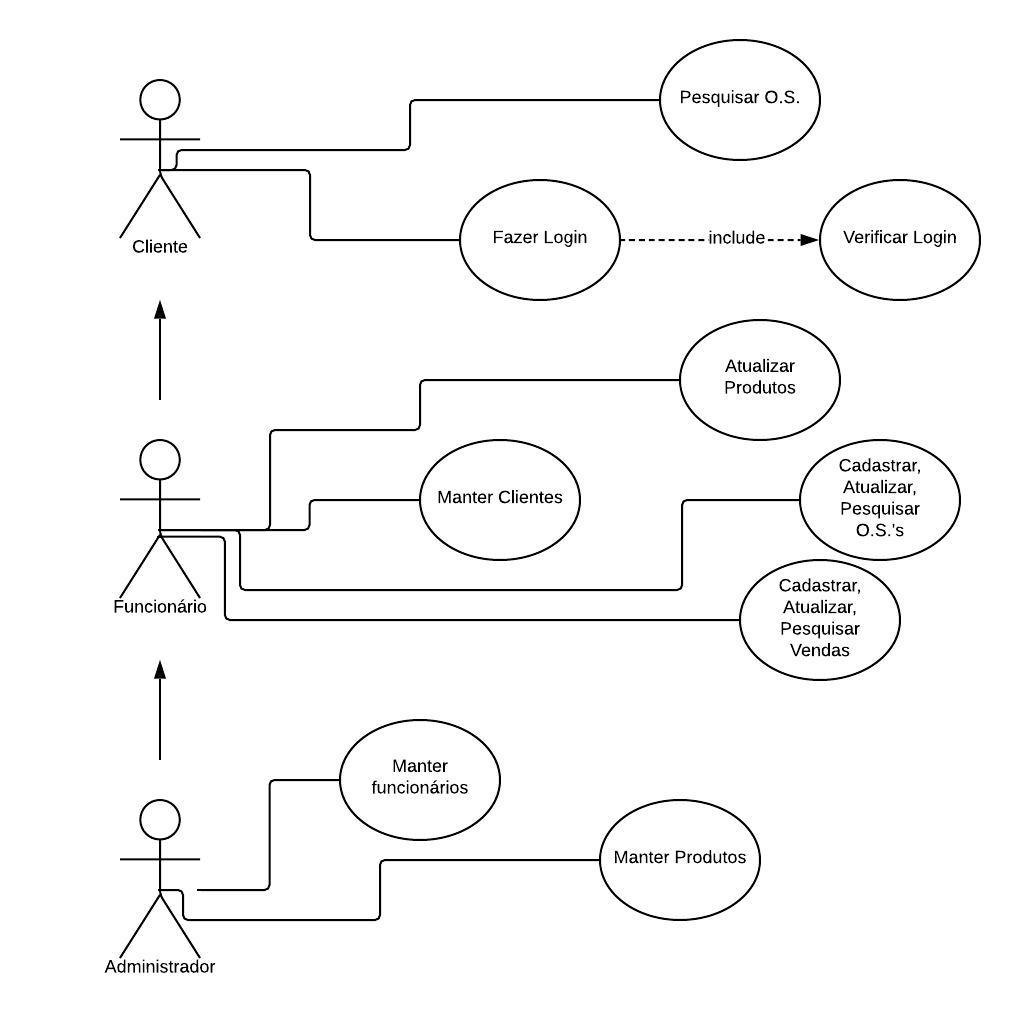 Pesquisar O.S.
Cliente
Fazer Login
include
Verificar Login
Atualizar
Produtos
Manter Clientes
Cadastrar,
Atualizar,
Pesquisar
O.S.'s
Funcionário
Cadastrar,
Atualizar,
Pesquisar
Vendas
Manter
funcionários
Manter Produtos
Administrador